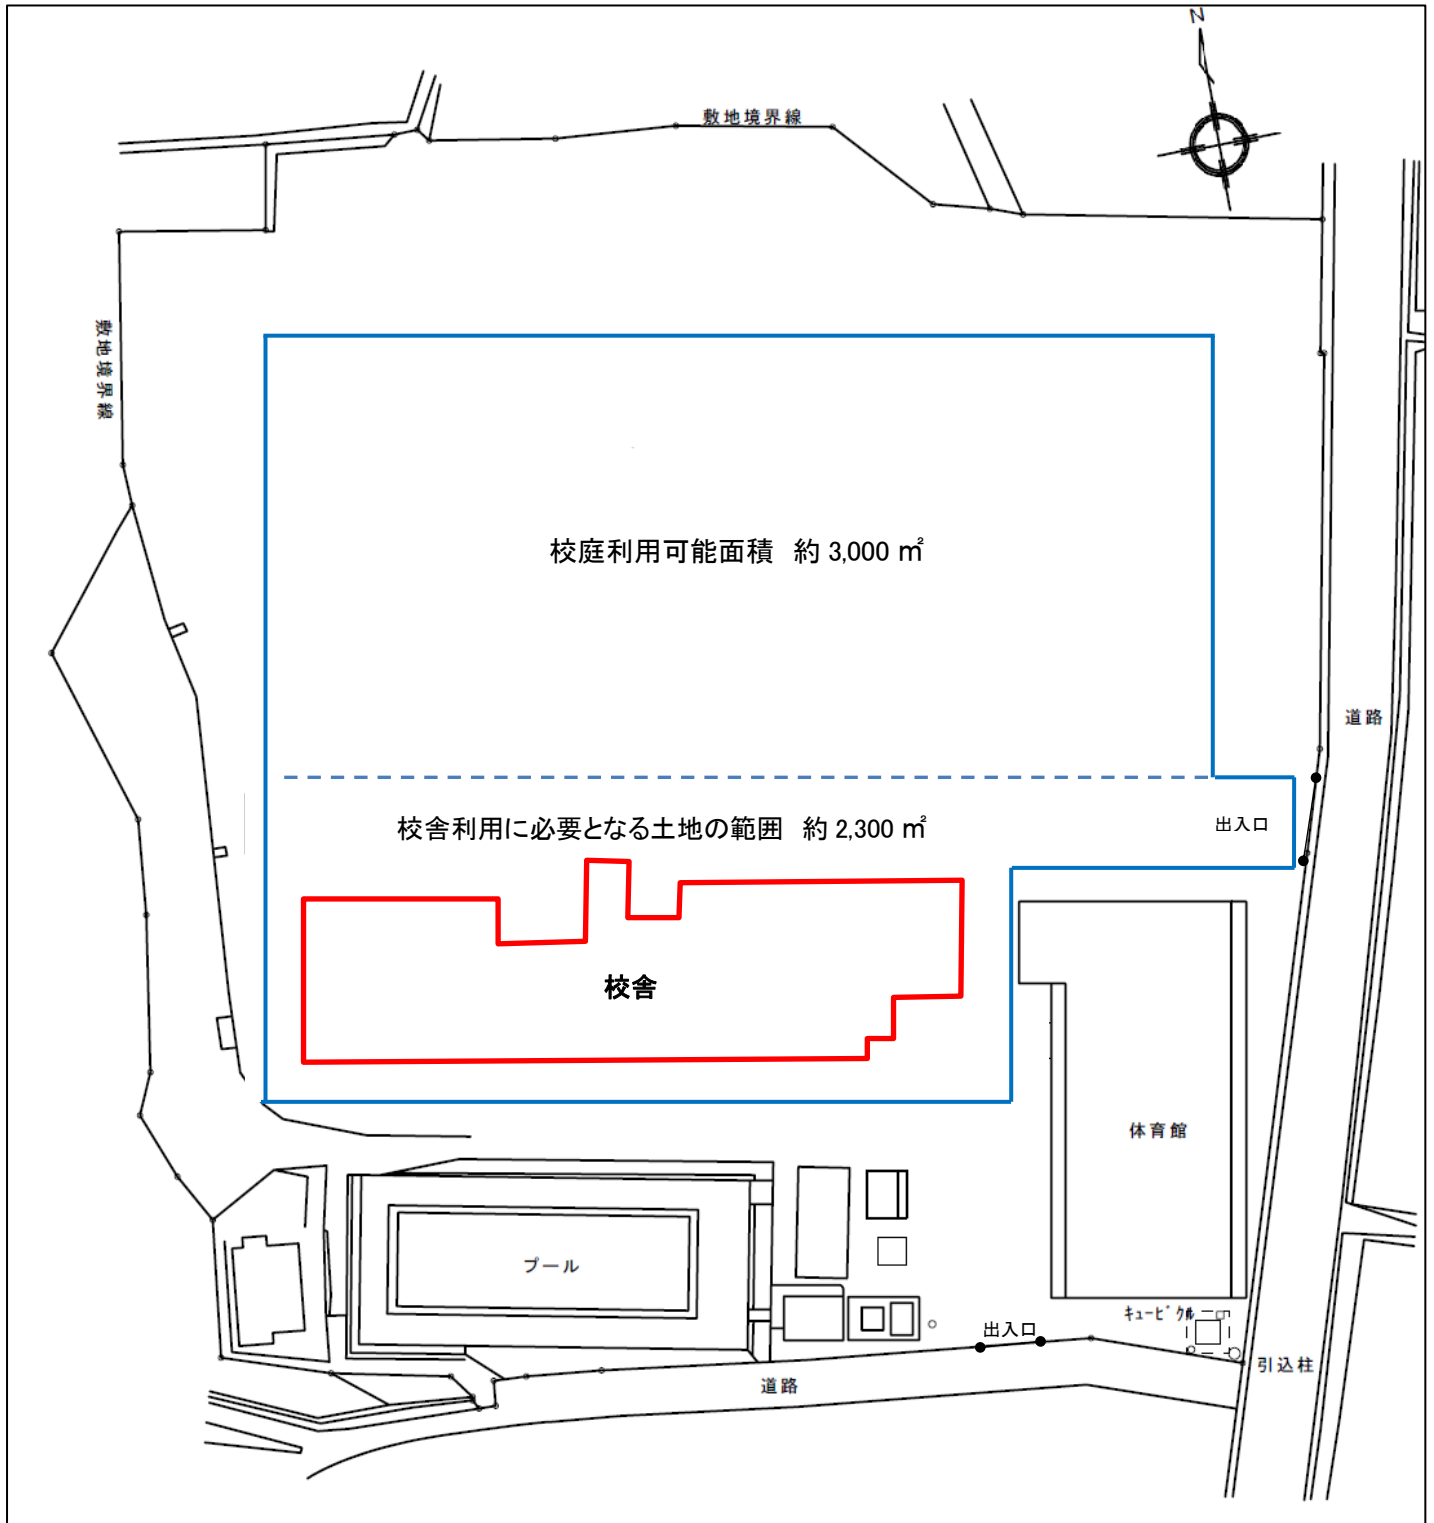 N
敷地境界線
敷地境界線
校庭利用可能面積 約 3,000 ㎡
道路
校舎利用に必要となる土地の範囲 約 2,300 ㎡
出入口
校舎
体育館
プール
キュービクル
出入口
引込柱
道路